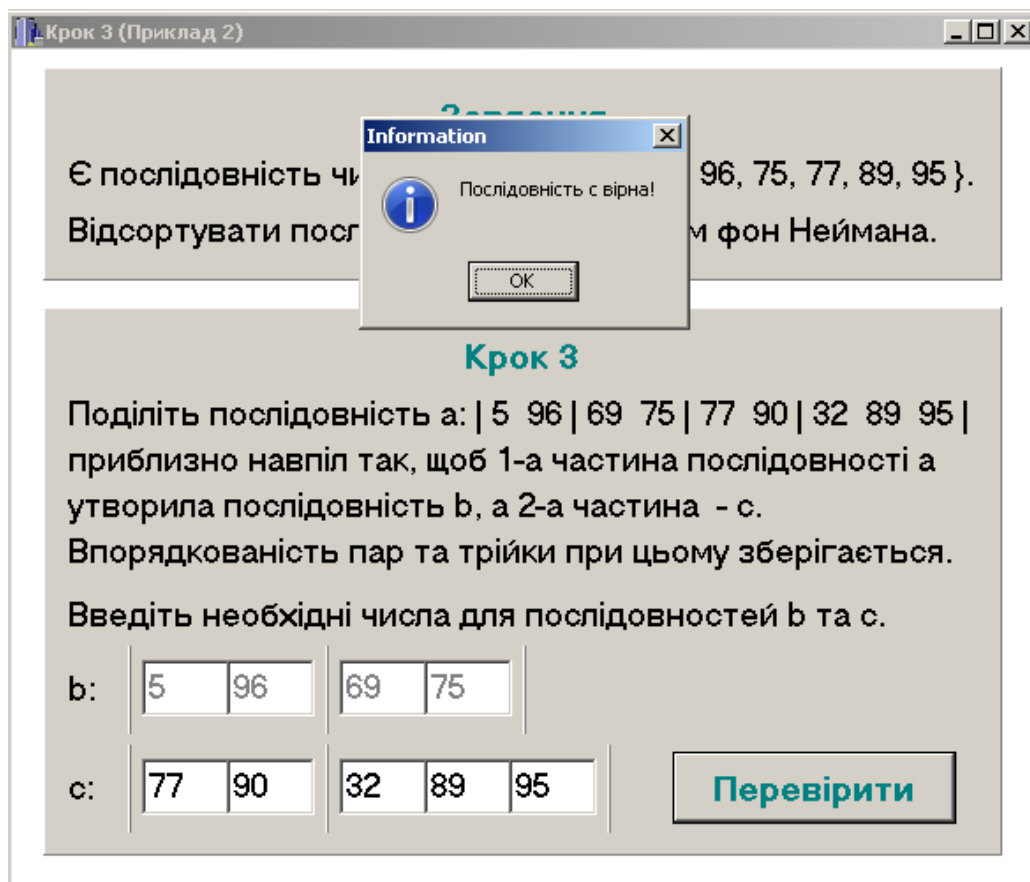 Крок 3 (Приклад 2)
Information
Послідовність c вірна!
OK
Є послідовність 96, 75, 77, 89, 95 }.
Відсортувати фон Неймана.
Крок 3
Поділіть послідовність a: | 5 96 | 69 75 | 77 90 | 32 89 95 |
приблизно навпіл так, щоб 1-а частина послідовності a
утворила послідовність b, а 2-а частина - c.
Впорядкованість пар та трійки при цьому зберігається.
Введіть необхідні числа для послідовностей b та c.
b: 5 96 69 75
c: 77 90 32 89 95
Перевірити